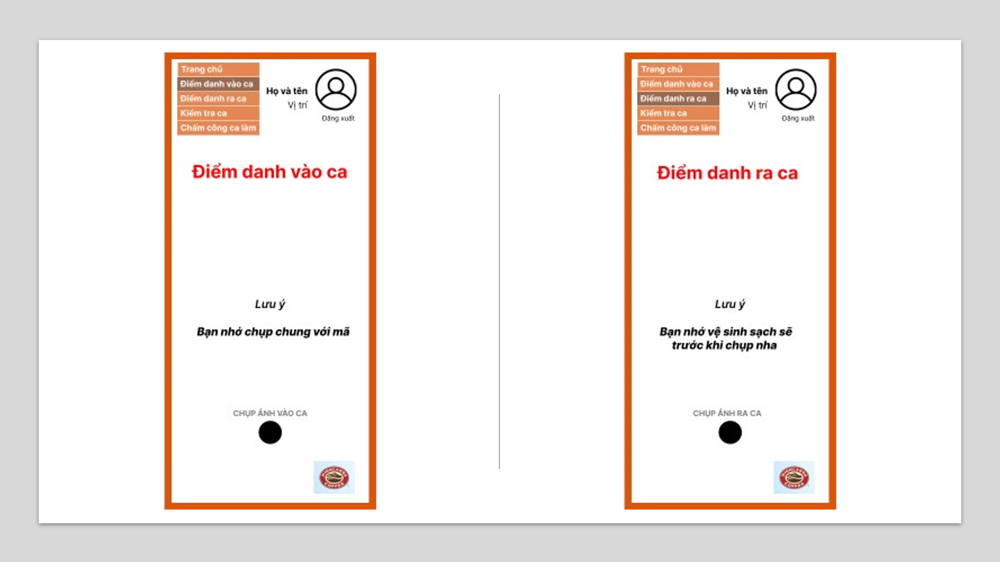 Trang chủ
Điểm danh vào ca
Điểm danh ra ca
Kiểm tra ca
Chấm công ca làm
Họ và tên
Vị trí
Đăng xuất
Điểm danh vào ca
Lưu ý
Bạn nhớ chụp chung với mã
CHỤP ẢNH VÀO CA
HIGHLANDS
COFFEE
Trang chủ
Điểm danh vào ca
Điểm danh ra ca
Kiểm tra ca
Chấm công ca làm
Họ và tên
Vị trí
Đăng xuất
Điểm danh ra ca
Lưu ý
Bạn nhớ vệ sinh sạch sẽ
trước khi chụp nha
CHỤP ẢNH RA CA
HIGHLANDS
COFFEE